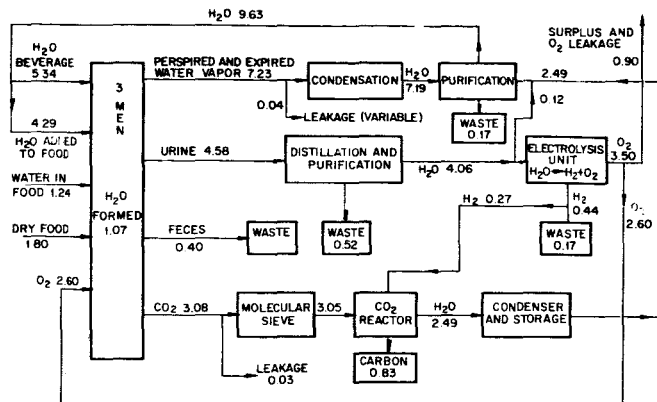 H2O 9.63
SURPLUS AND
O2 LEAKAGE
0.90
H2O
BEVERAGE
5.34
3 MEN
H2O
FORMED
1.07
PERSPIRED AND EXPIRED
WATER VAPOR 7.23
0.04
LEAKAGE (VARIABLE)
CONDENSATION
H2O
7.19
PURIFICATION
WASTE
0.17
2.49
0.12
4.29
H2O ADDED
TO FOOD
URINE 4.58
DISTILLATION AND
PURIFICATION
H2O 4.06
WASTE
0.52
ELECTROLYSIS
UNIT
H2O H2+O2
O2
3.50
WATER IN
FOOD 1.24
H2 0.27
H2
0.44
WASTE
0.17
O2
2.60
DRY FOOD
1.80
FECES
0.40
WASTE
O2 2.60
CO2 3.08
MOLECULAR
SIEVE
3.05
CO2
REACTOR
H2O
2.49
CONDENSER
AND STORAGE
LEAKAGE
0.03
CARBON
0.83